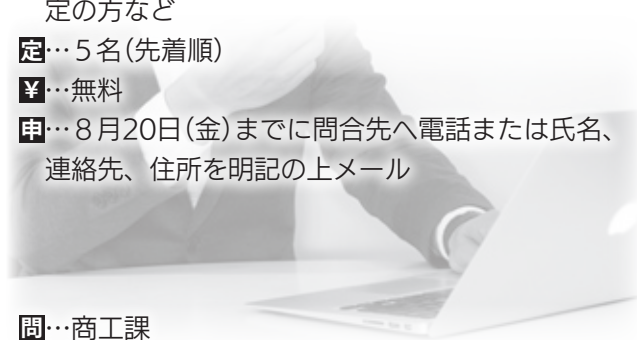 定の方など
定…５名(先着順)
¥…無料
申…８月20日(金)までに問合先へ電話または氏名、
連絡先、住所を明記の上メール
問…商工課